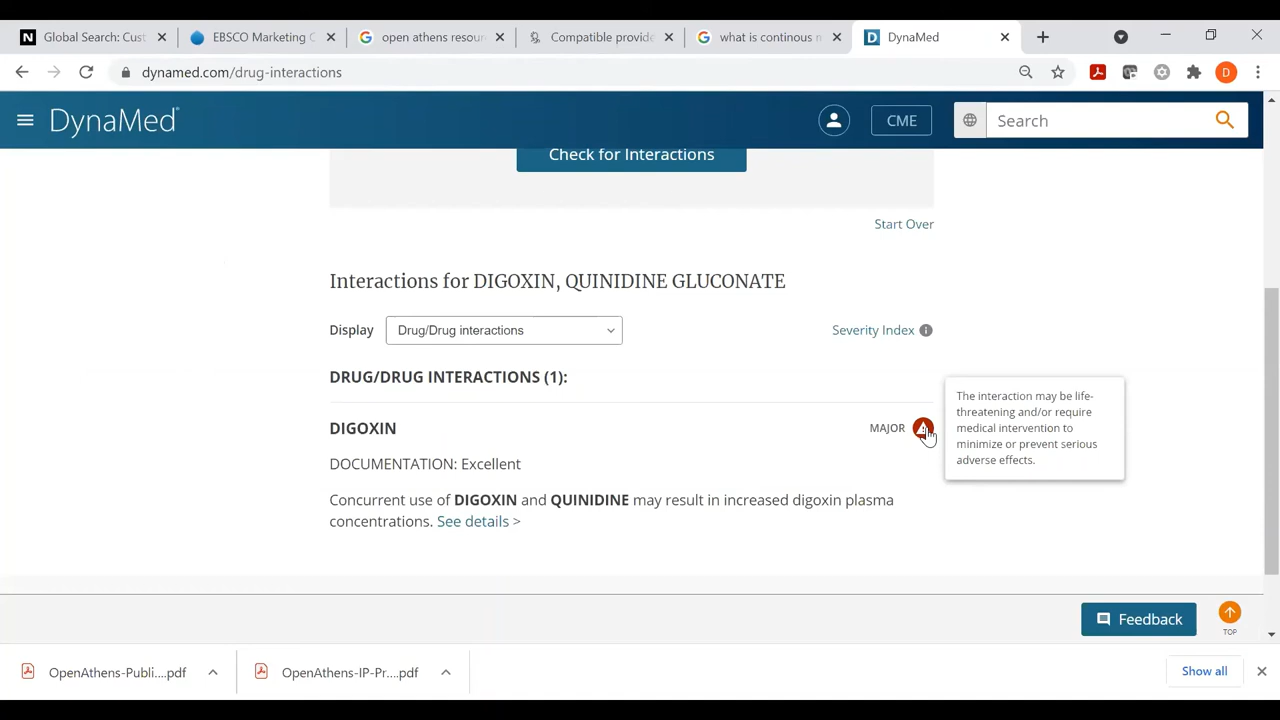 Global Search: Cust
EBSCO Marketing C
open athens resour
Compatible provide
what is continous m
DynaMed
dynamed.com/drug-interactions
D
DynaMed
CME
Search
Check for Interactions
Start Over
Interactions for DIGOXIN, QUINIDINE GLUCONATE
Display
Drug/Drug interactions
Severity Index
DRUG/DRUG INTERACTIONS (1):
DIGOXIN
MAJOR
The interaction may be life-
threatening and/or require
medical intervention to
minimize or prevent serious
adverse effects.
DOCUMENTATION: Excellent
Concurrent use of DIGOXIN and QUINIDINE may result in increased digoxin plasma
concentrations. See details >
Feedback
TOP
OpenAthens-Publi....pdf
OpenAthens-IP-Pr....pdf
Show all